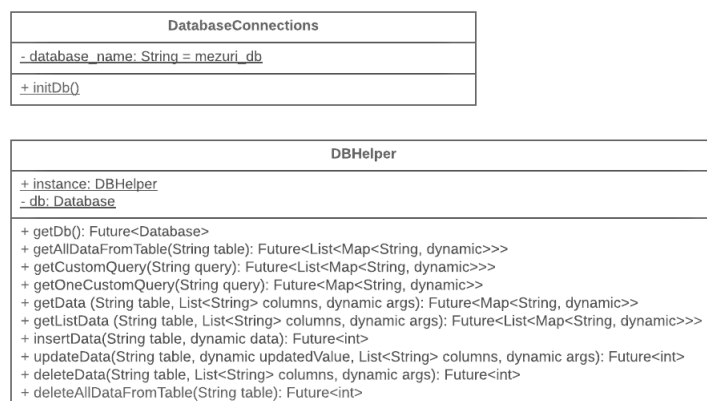 DatabaseConnections
- database_name: String = mezuri_db
+ initDb()
DBHelper
+ instance: DBHelper
- db: Database
+ getDb(): Future<Database>
+ getAllDataFromTable(String table): Future<List<Map<String, dynamic>>>
+ getCustomQuery(String query): Future<List<Map<String, dynamic>>>
+ getOneCustomQuery(String query): Future<Map<String, dynamic>>
+ getData (String table, List<String> columns, dynamic args): Future<Map<String, dynamic>>
+ getListData (String table, List<String> columns, dynamic args): Future<List<Map<String, dynamic>>>
+ insertData(String table, dynamic data): Future<int>
+ updateData(String table, dynamic updatedValue, List<String> columns, dynamic args): Future<int>
+ deleteData(String table, List<String> columns, dynamic args): Future<int>
+ deleteAllDataFromTable(String table): Future<int>